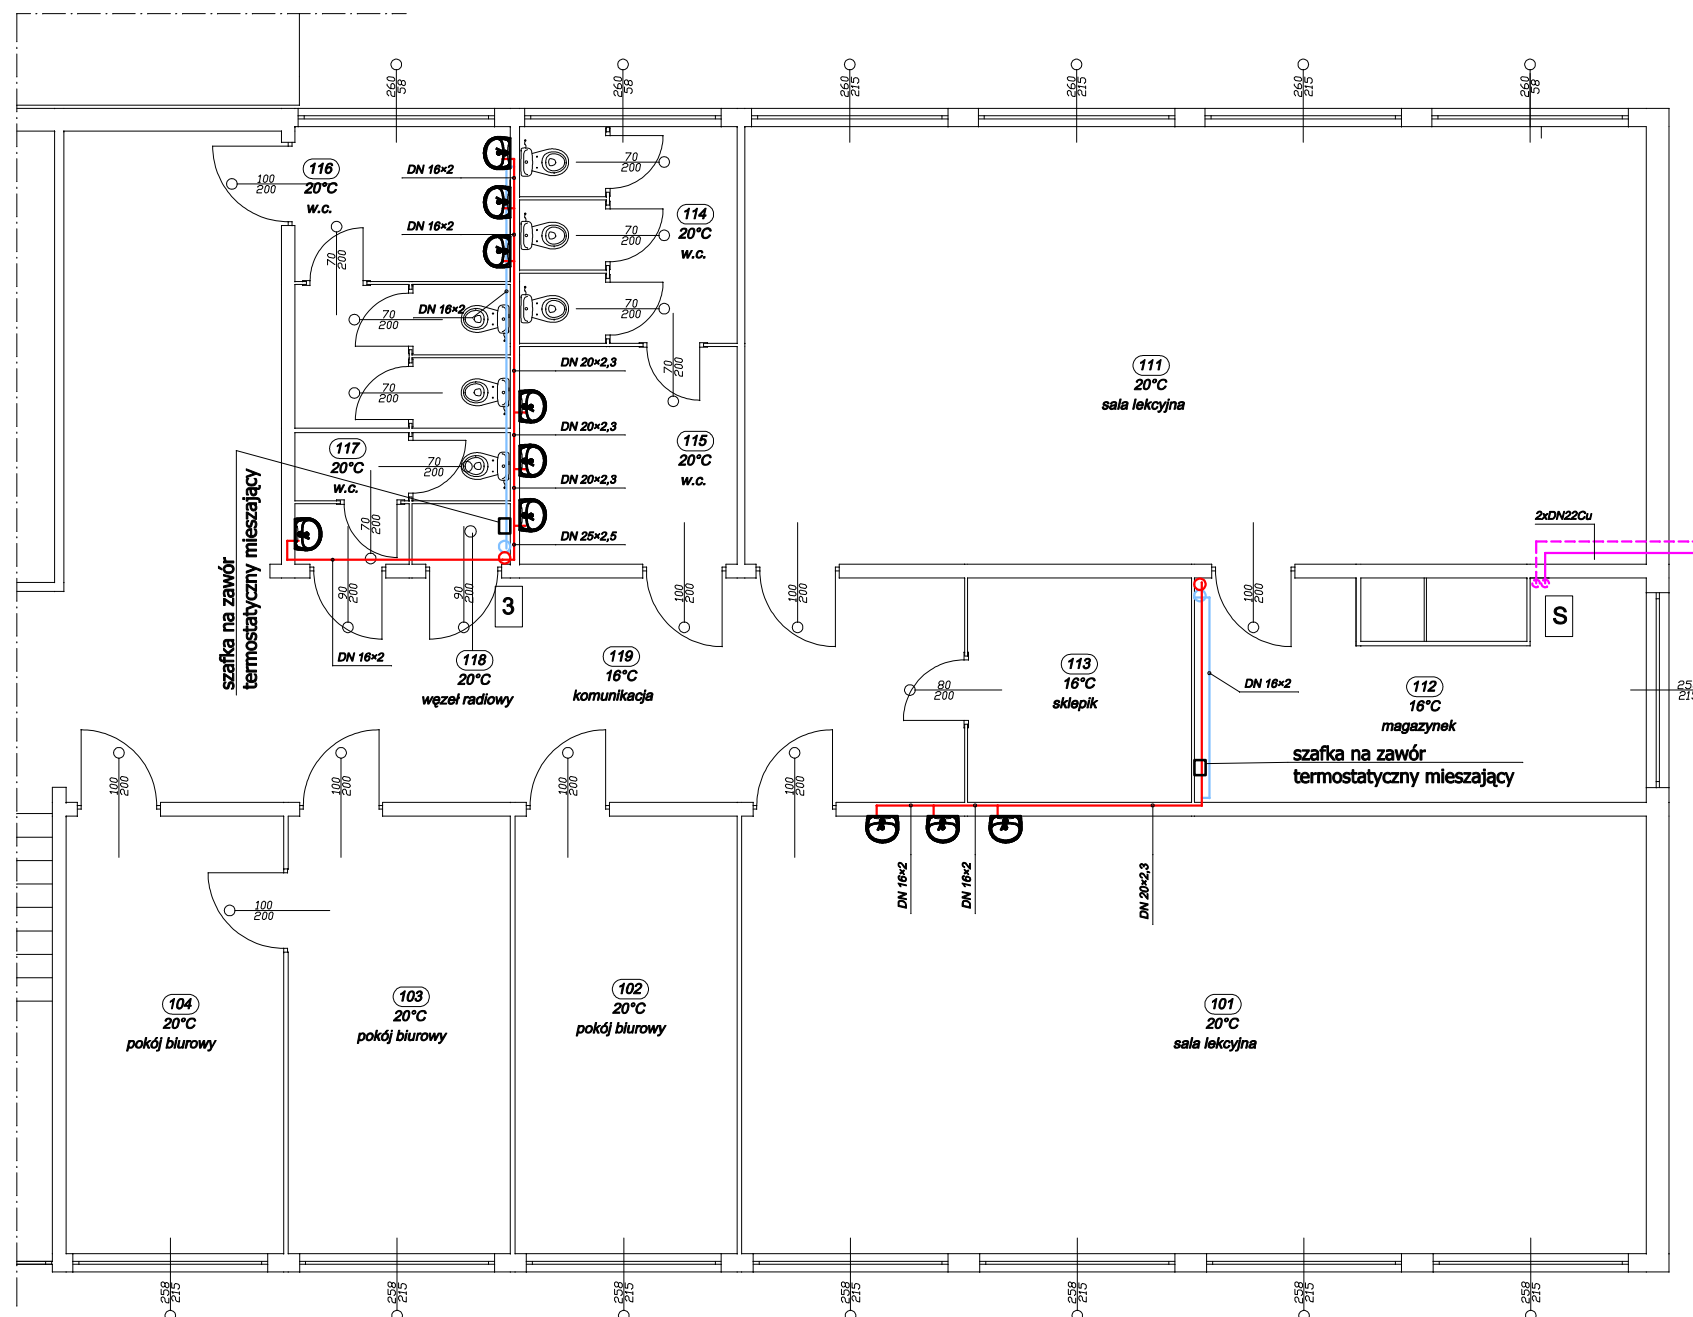 260
58
260
58
260
215
260
215
260
215
260
58
116
20°C
w.c.
100
200
DN 16×2
DN 16×2
70
200
70
200
114
20°C
w.c.
70
200
70
200
DN 16×2
70
200
70
200
70
200
DN 20×2,3
70
200
111
20°C
sala lekcyjna
DN 20×2,3
117
20°C
w.c.
70
200
115
20°C
w.c.
DN 20×2,3
70
200
DN 25×2,5
2xDN22Cu
szafka na zawór
termostatyczny mieszający
90
200
90
200
3
100
200
100
200
100
200
S
DN 16×2
118
20°C
węzeł radiowy
119
16°C
komunikacja
80
200
113
16°C
sklepik
DN 16×2
112
16°C
magazynek
szafka na zawór
termostatyczny mieszający
100
200
100
200
100
200
100
200
DN 16×2
DN 16×2
DN 20×2,3
100
200
104
20°C
pokój biurowy
103
20°C
pokój biurowy
102
20°C
pokój biurowy
101
20°C
sala lekcyjna
258
215
258
215
258
215
258
215
258
215
258
215
258
215